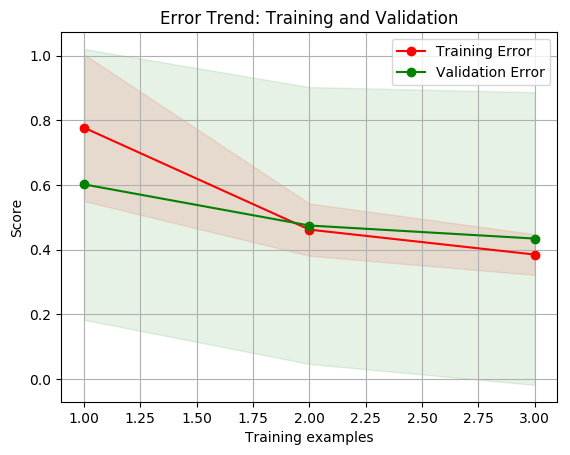 Error Trend: Training and Validation
Training Error
Validation Error
Score
1.0
0.8
0.6
0.4
0.2
0.0
1.00 1.25 1.50 1.75 2.00 2.25 2.50 2.75 3.00
Training examples